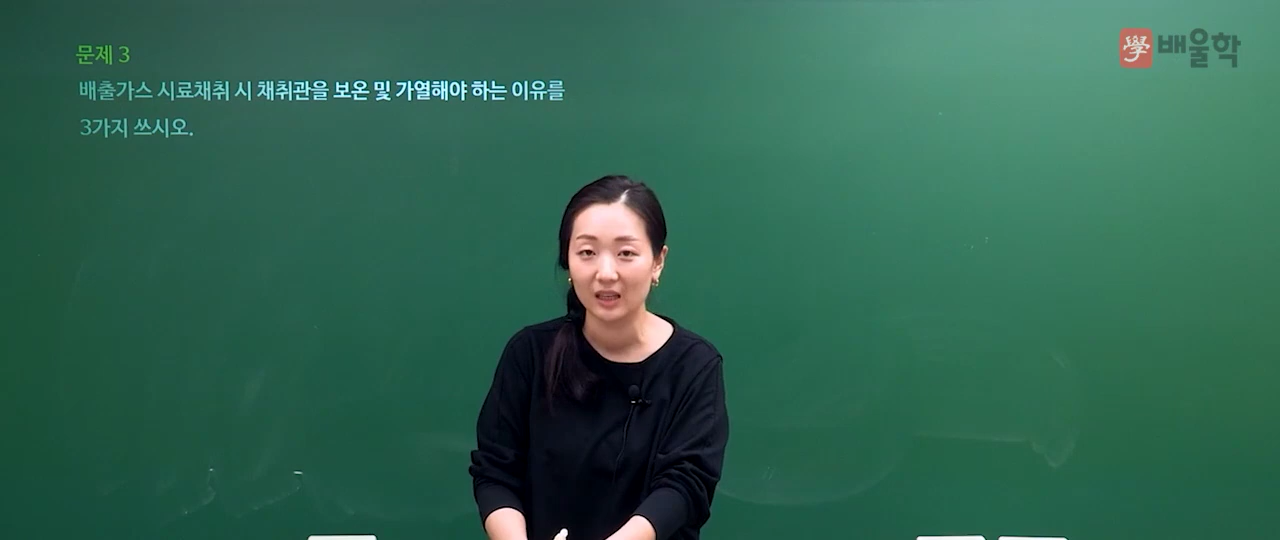 문제 3
배출가스 시료채취 시 채취관을 보온 및 가열해야 하는 이유를
3가지 쓰시오.
學 배울학